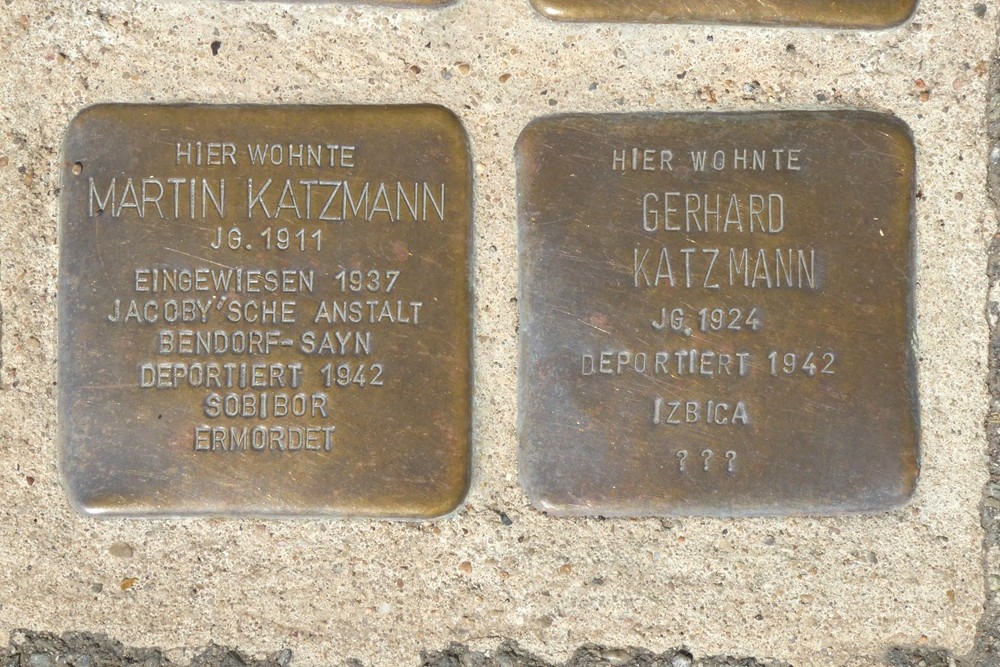 HIER WOHNTE
MARTIN KATZMANN
JG. 1911
EINGEWIESEN 1937
JACOBY'SCHE ANSTALT
BENDORF-SAYN
DEPORTIERT 1942
SOBIBOR
ERMORDET
HIER WOHNTE
GERHARD
KATZMANN
JG. 1924
DEPORTIERT 1942
IZBICA
???